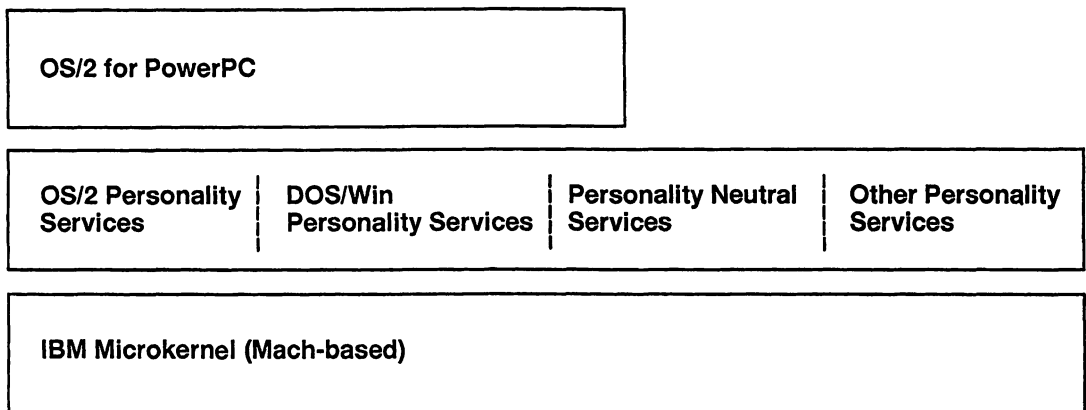 OS/2 for PowerPC
OS/2 Personality
Services
DOS/Win
Personality Services
Personality Neutral
Services
Other Personality
Services
IBM Microkernel (Mach-based)